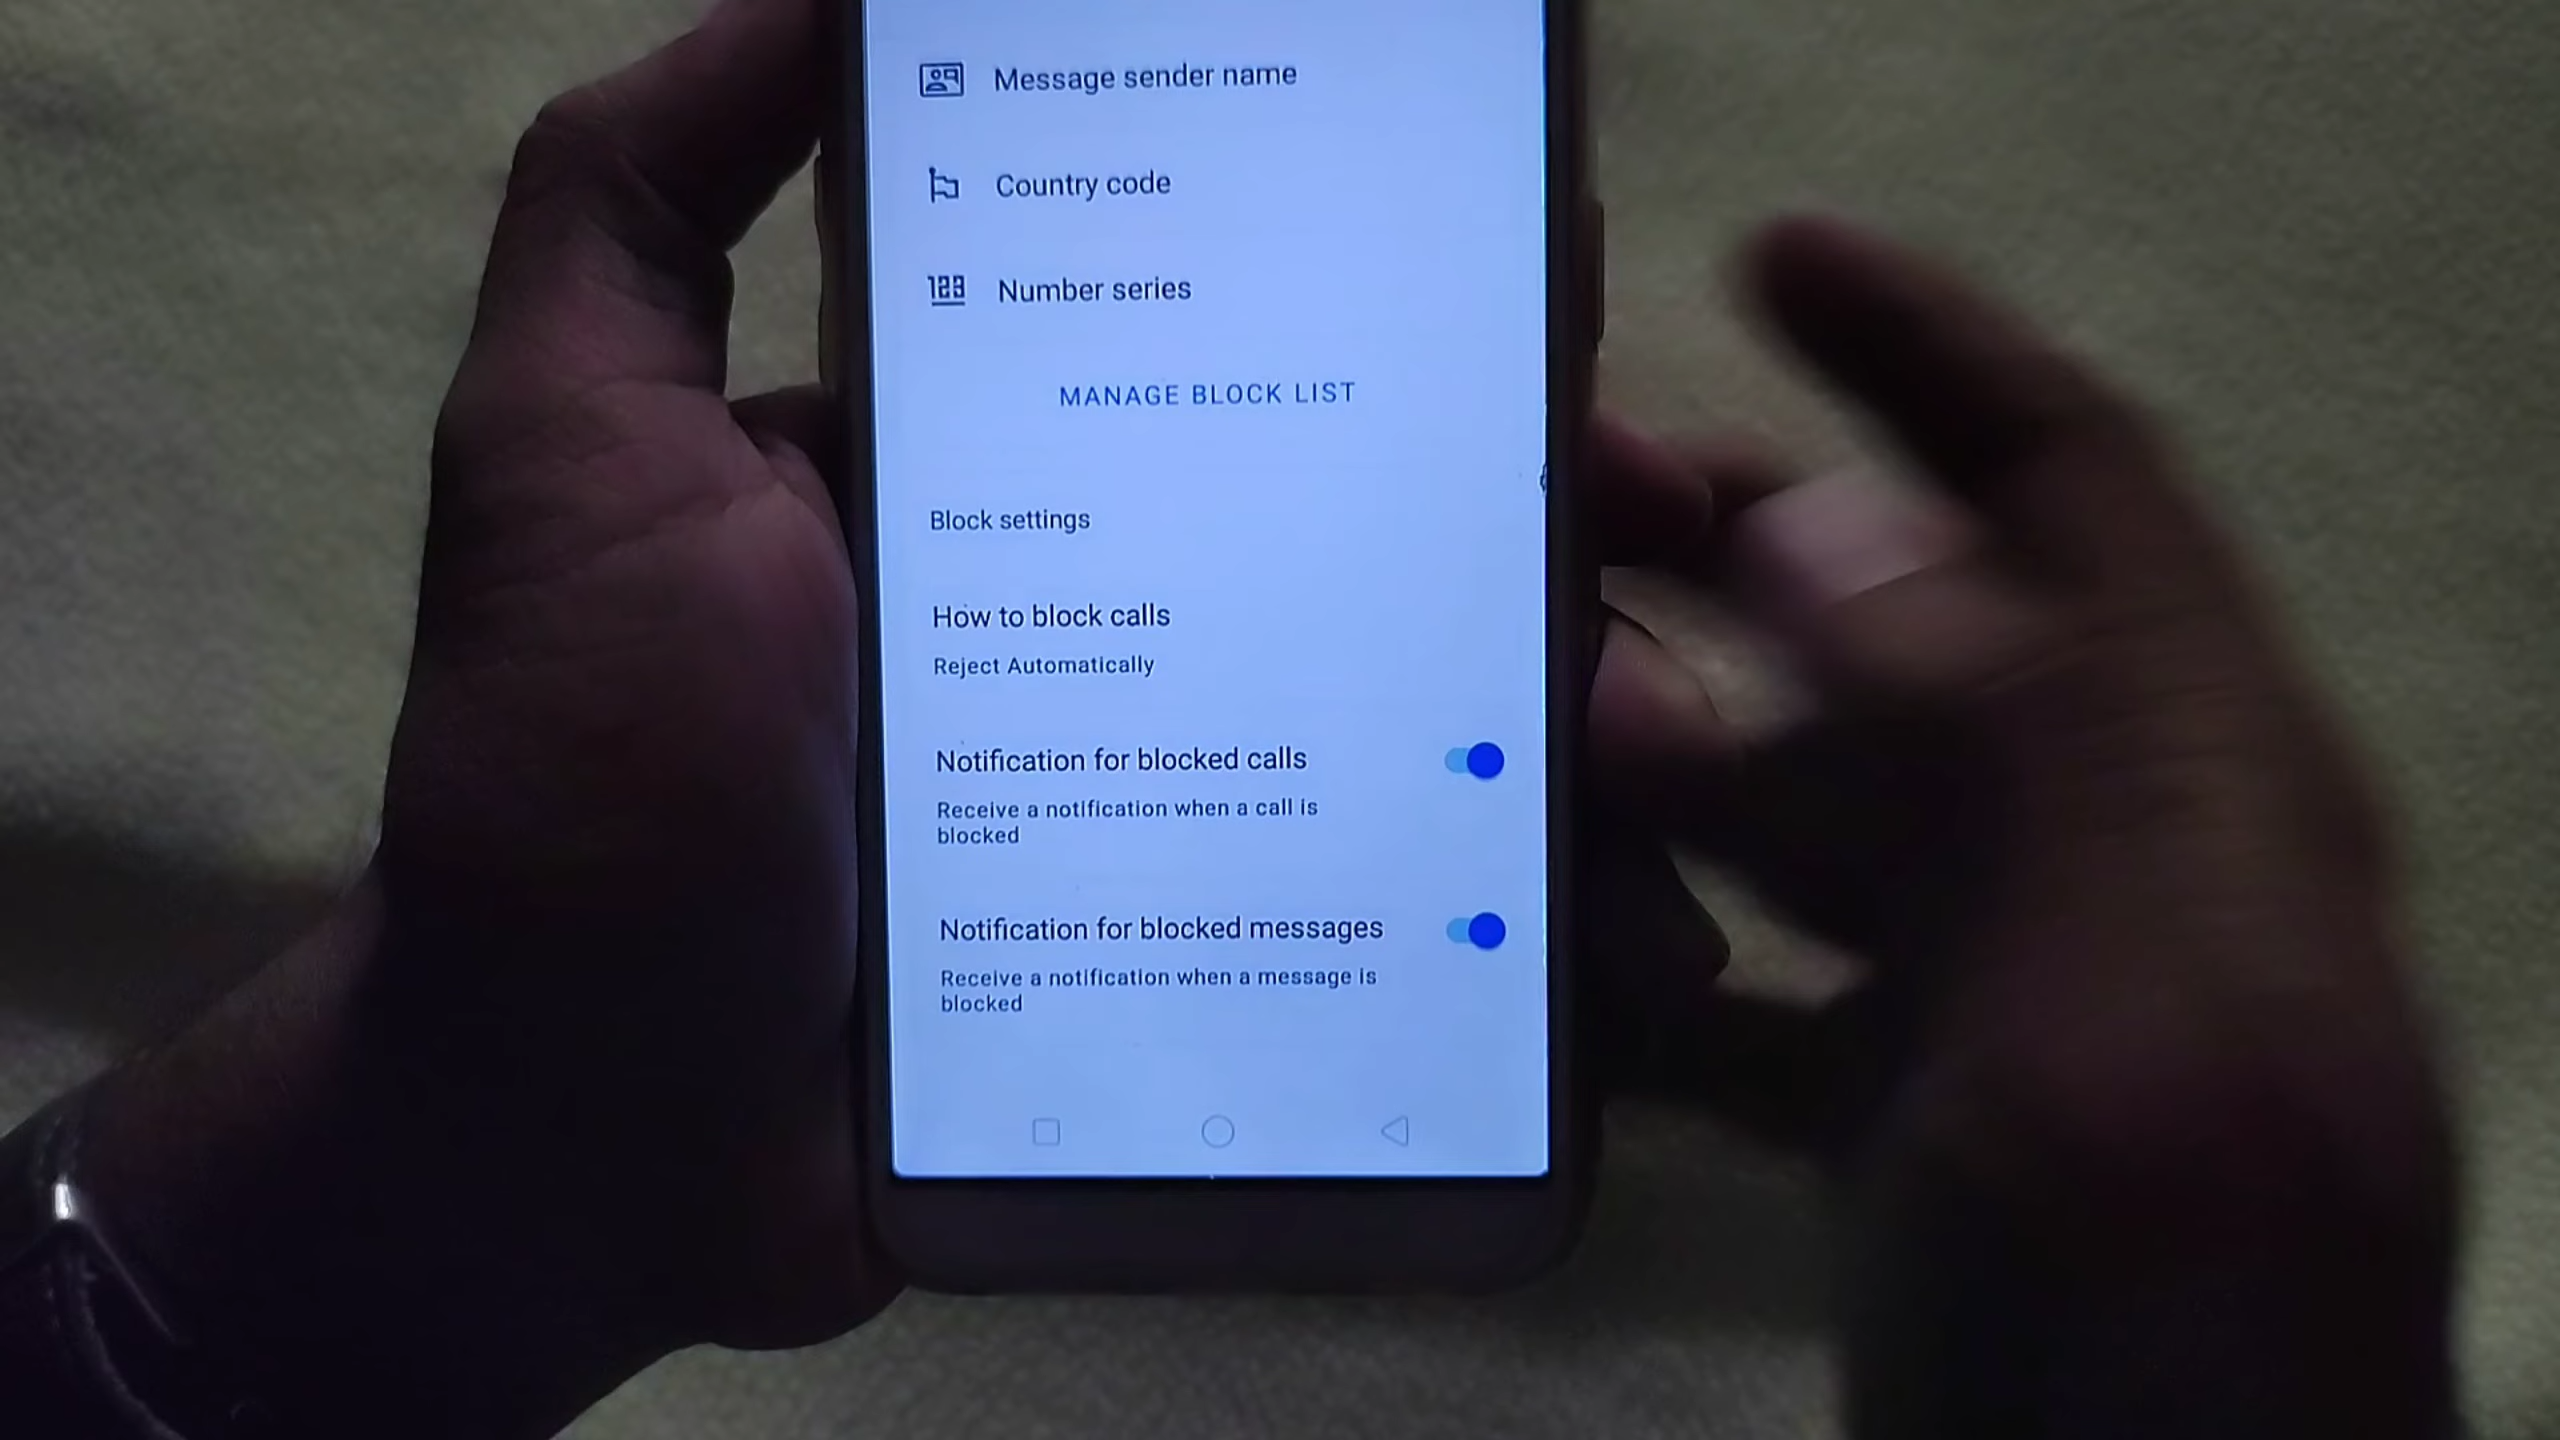 Message sender name
Country code
123 Number series
MANAGE BLOCK LIST
Block settings
How to block calls
Reject Automatically
Notification for blocked calls
Receive a notification when a call is
blocked
Notification for blocked messages
Receive a notification when a message is
blocked